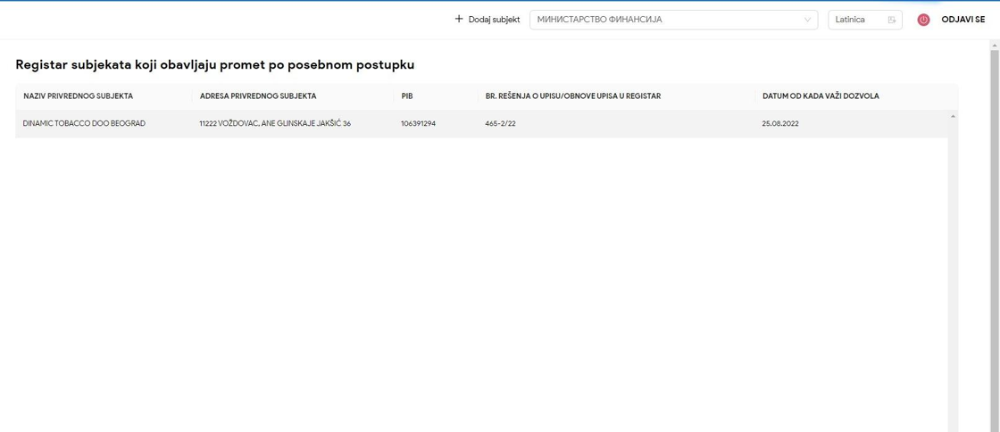 Dodaj subjekt МИНИСТАРСТВО ФИНАНСИЈА Latinica ODJAVI SE
Registar subjekata koji obavljaju promet po posebnom postupku
NAZIV PRIVREDNOG SUBJEKTA ADRESA PRIVREDNOG SUBJEKTA PIB BR. REŠENJA O UPISU/OBNOVE UPISA U REGISTAR DATUM OD KADA VAŽI DOZVOLA
DINAMIC TOBACCO DOO BEOGRAD 11222 VOŽDOVAC, ANE GLINSKAJE JAKŠIĆ 36 106391294 465-2/22 25.08.2022